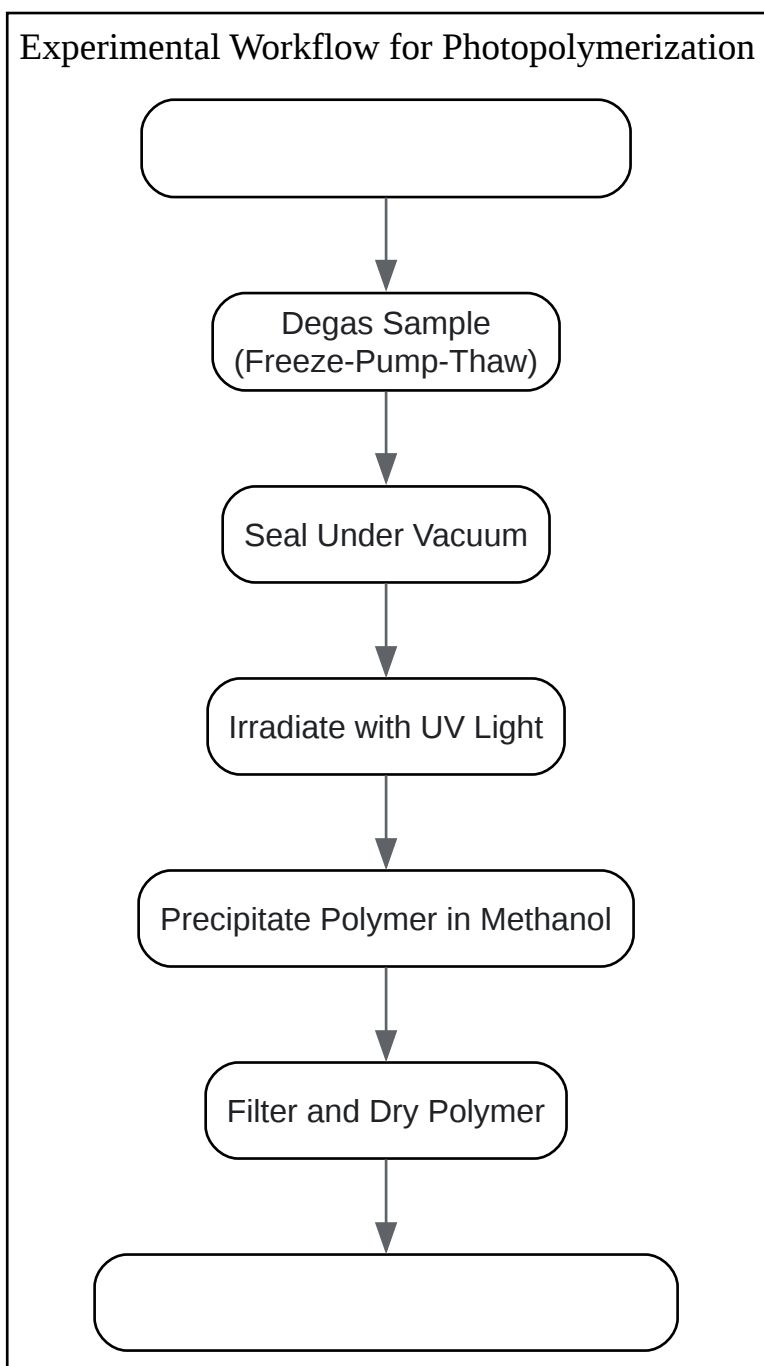 Experimental Workflow for Photopolymerization
Degas Sample
(Freeze-Pump-Thaw)
Seal Under Vacuum
Irradiate with UV Light
Precipitate Polymer in Methanol
Filter and Dry Polymer